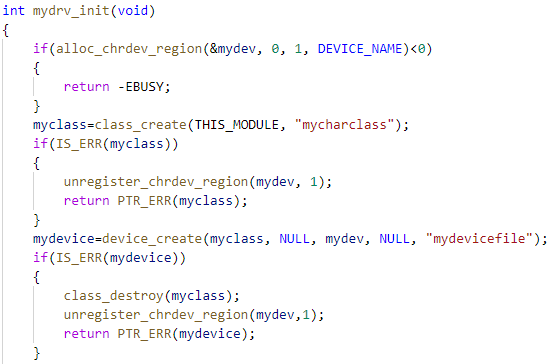 int mydrv_init(void)
{
    if(alloc_chrdev_region(&mydev, 0, 1, DEVICE_NAME)<0)
    {
        return -EBUSY;
    }
    myclass=class_create(THIS_MODULE, "mycharclass");
    if(IS_ERR(myclass))
    {
        unregister_chrdev_region(mydev, 1);
        return PTR_ERR(myclass);
    }
    mydevice=device_create(myclass, NULL, mydev, NULL, "mydevicefile");
    if(IS_ERR(mydevice))
    {
        class_destroy(myclass);
        unregister_chrdev_region(mydev,1);
        return PTR_ERR(mydevice);
    }